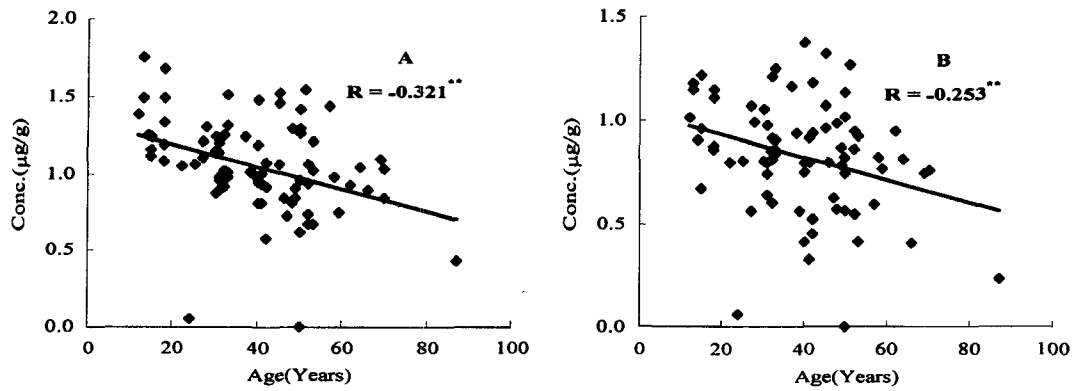 2.0
1.5
1.0
0.5
0.0
Conc.(μg/g)
A
R = -0.321**
0 20 40 60 80 100
Age(Years)
1.5
1.0
0.5
0.0
Conc.(μg/g)
B
R = -0.253**
0 20 40 60 80 100
Age(Years)